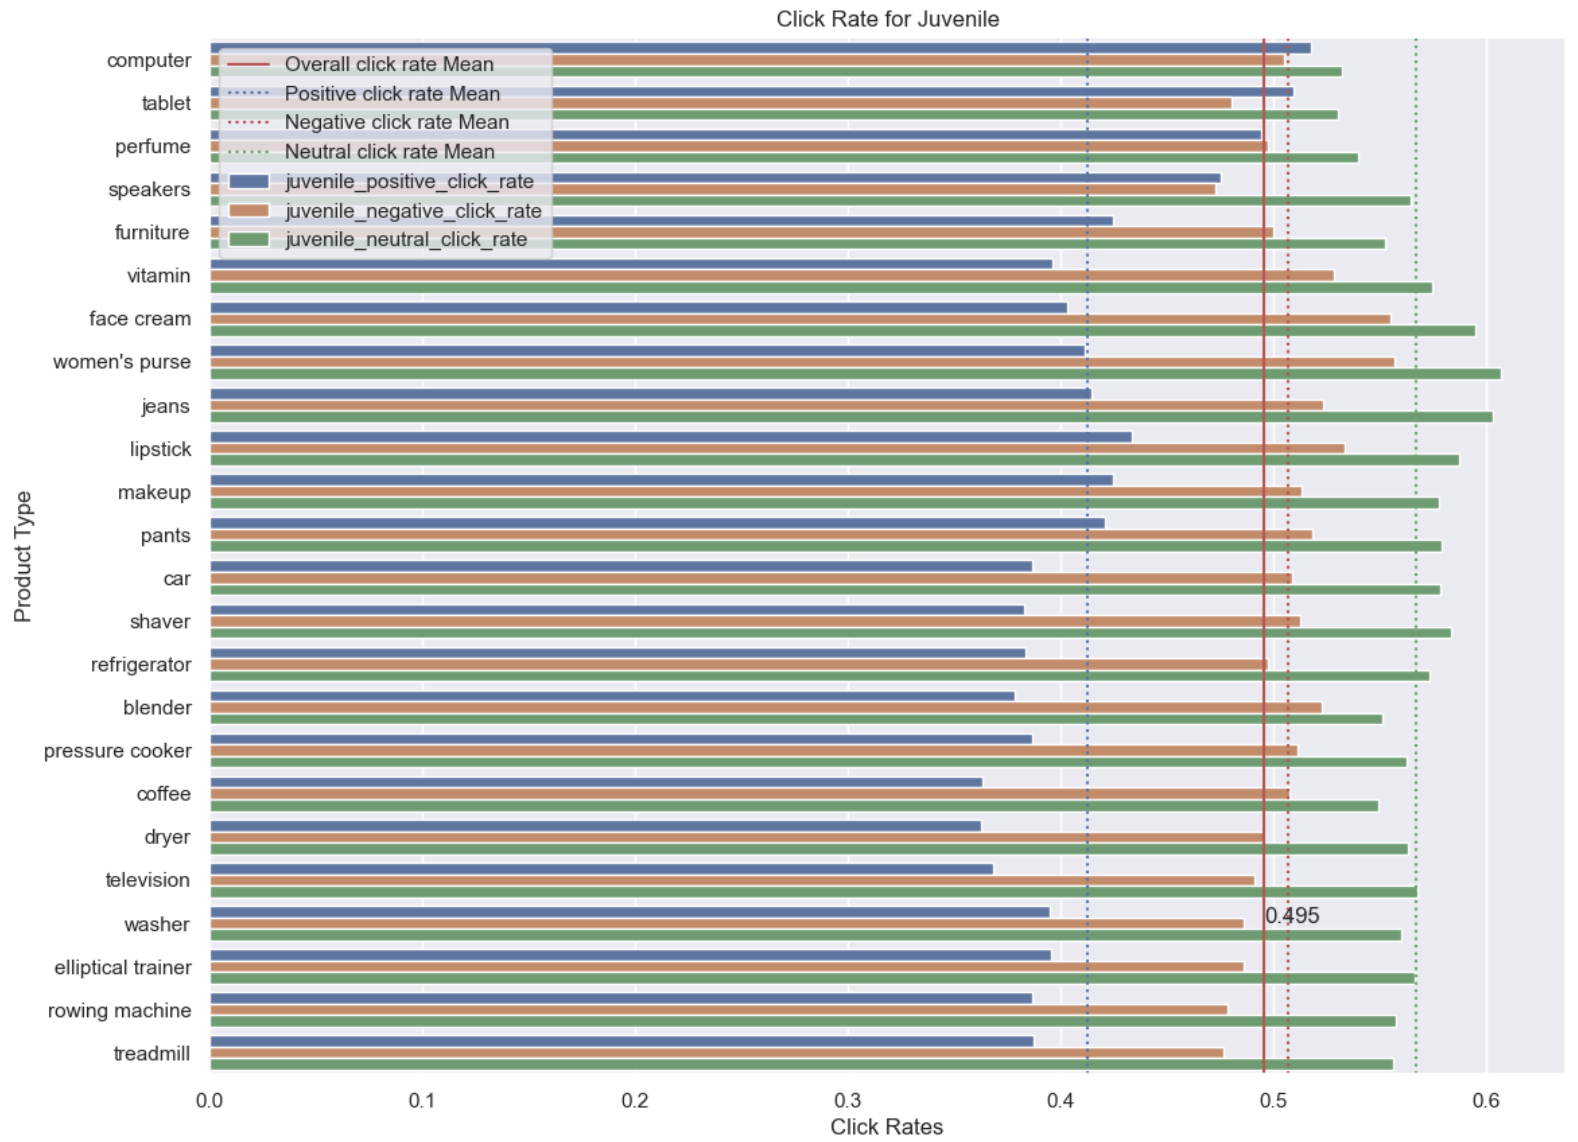 Click Rate for Juvenile
computer
tablet
perfume
speakers
furniture
vitamin
face cream
women's purse
jeans
lipstick
makeup
pants
car
shaver
refrigerator
blender
pressure cooker
coffee
dryer
television
washer
elliptical trainer
rowing machine
treadmill
Product Type
Overall click rate Mean
Positive click rate Mean
Negative click rate Mean
Neutral click rate Mean
juvenile_positive_click_rate
juvenile_negative_click_rate
juvenile_neutral_click_rate
0.495
0.0 0.1 0.2 0.3 0.4 0.5 0.6
Click Rates